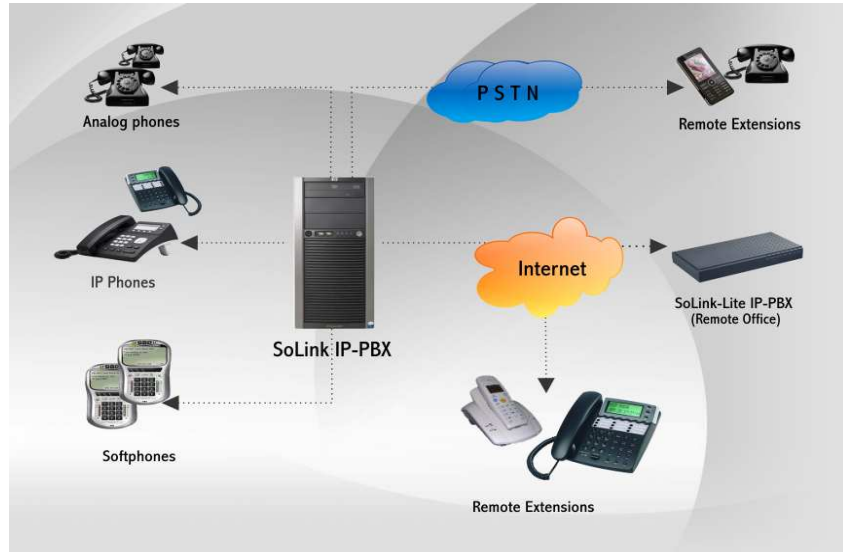 P S T N
Analog phones
Remote Extensions
IP Phones
Internet
SoLink-Lite IP-PBX
(Remote Office)
SoLink IP-PBX
Softphones
Remote Extensions